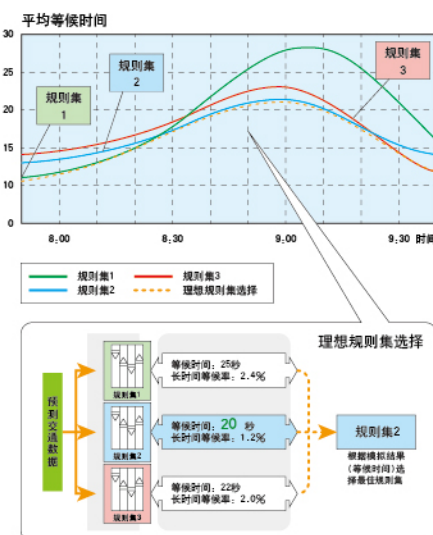 平均等候时间
30
25
20
15
10
0
规则集
1
规则集
2
规则集
3
8:00
8:30
9:00
9:30 时间
规则集1
规则集3
规则集2
理想规则集选择
理想规则集选择
预测交通数据
规则集1
等候时间：25秒
长时间等候率：2.4%
规则集2
等候时间：20 秒
长时间等候率：1.2%
规则集3
等候时间：22秒
长时间等候率：2.0%
规则集2
根据模拟结果
(等候时间)选
择最佳规则集